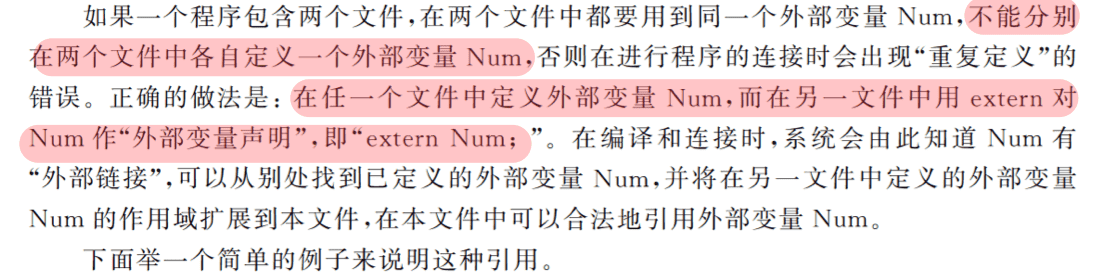 如果一个程序包含两个文件,在两个文件中都要用到同一个外部变量 Num,不能分别
在两个文件中各自定义一个外部变量 Num,否则在进行程序的连接时会出现“重复定义”的
错误。正确的做法是:在任一个文件中定义外部变量 Num,而在另一文件中用 extern 对
Num 作“外部变量声明”,即“extern Num;”。在编译和连接时,系统会由此知道 Num 有
“外部链接”,可以从别处找到已定义的外部变量 Num,并将在另一文件中定义的外部变量
Num 的作用域扩展到本文件,在本文件中可以合法地引用外部变量 Num。
下面举一个简单的例子来说明这种引用。